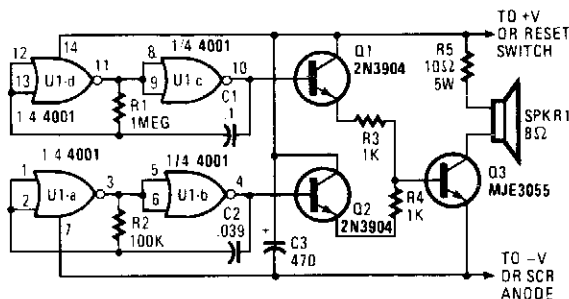 TO +V
OR RESET
SWITCH
14
1/4 4001
Q1
2N3904
R5
10Ω
5W
12
13
U1-d
11
8
9
U1-c
10
C1
.1
SPKR1
8Ω
R1
1MEG
1 4 4001
R3
1K
1 4 4001
1/4 4001
Q3
MJE3055
1
2
U1-a
3
5
6
U1-b
4
C2
.039
Q2
2N3904
R4
1K
7
R2
100K
+
C3
470
TO -V
OR SCR
ANODE